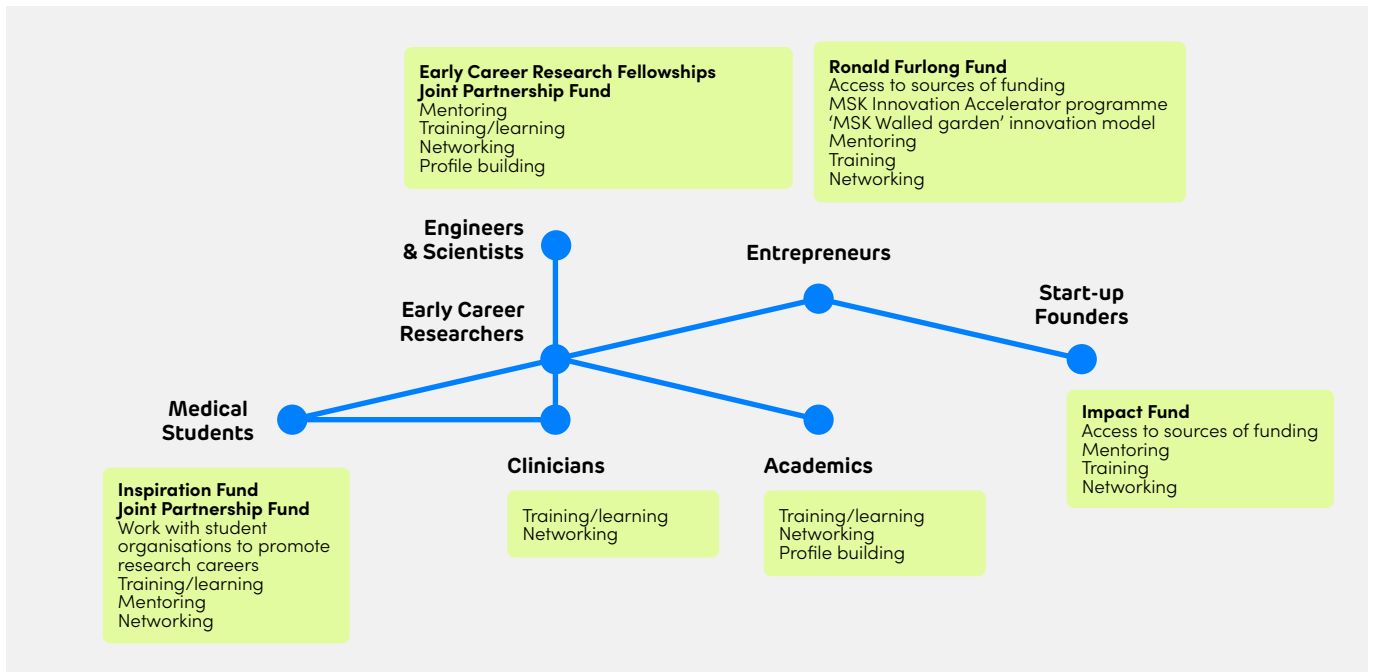 Early Career Research Fellowships
Joint Partnership Fund
Mentoring
Training/learning
Networking
Profile building
Ronald Furlong Fund
Access to sources of funding
MSK Innovation Accelerator programme
‘MSK Walled garden’ innovation model
Mentoring
Training
Networking
Engineers
& Scientists
Entrepreneurs
Early Career
Researchers
Start-up
Founders
Medical
Students
Impact Fund
Access to sources of funding
Mentoring
Training
Networking
Clinicians
Academics
Inspiration Fund
Joint Partnership Fund
Work with student
organisations to promote
research careers
Training/learning
Mentoring
Networking
Training/learning
Networking
Training/learning
Networking
Profile building